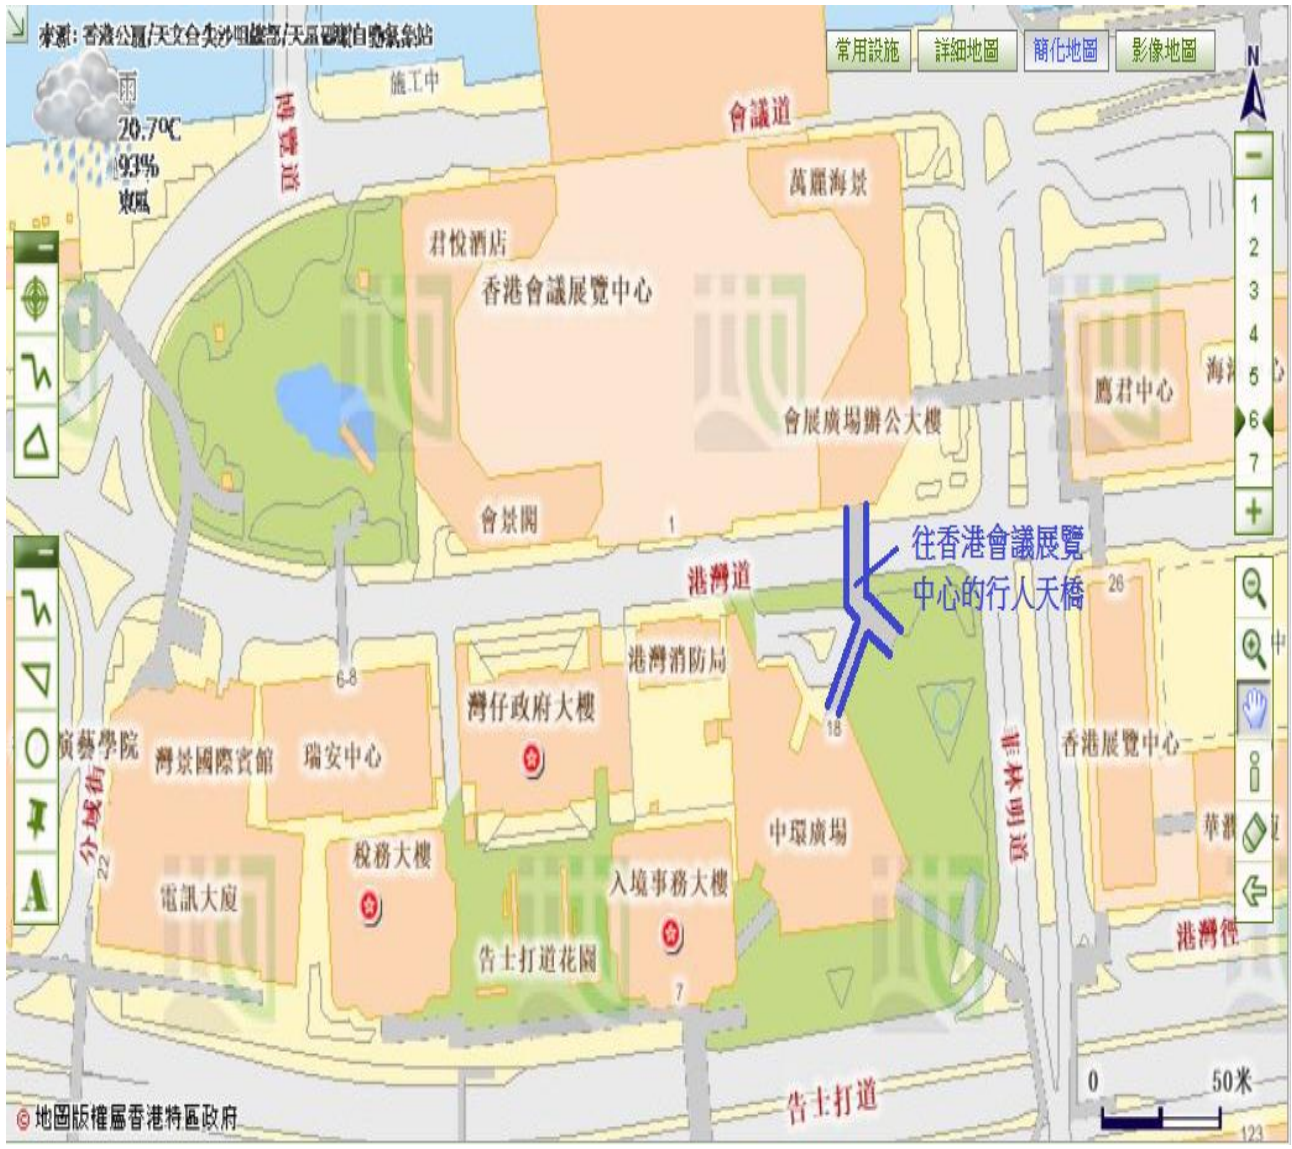 來源: 香港公園/天文台尖沙咀總部/天星碼頭自動氣象站
雨
20.7ºC
93%
東風
常用設施
詳細地圖
簡化地圖
影像地圖
N
施工中
博覽道
會議道
萬麗海景
君悅酒店
香港會議展覽中心
鷹君中心
會展廣場辦公大樓
會景閣
1
港灣道
往香港會議展覽
中心的行人天橋
26
6-8
港灣消防局
灣仔政府大樓
18
演藝學院
灣景國際賓館
瑞安中心
菲林明道
香港展覽中心
中環廣場
分域街
22
稅務大樓
電訊大廈
入境事務大樓
告士打道花園
7
港灣徑
告士打道
1
2
3
4
5
6
7
A
0
50米
123
© 地圖版權屬香港特區政府